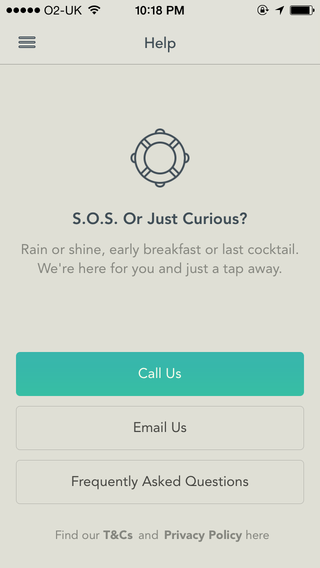 O2-UK 10:18 PM
Help
S.O.S. Or Just Curious?
Rain or shine, early breakfast or last cocktail.
We're here for you and just a tap away.
Call Us
Email Us
Frequently Asked Questions
Find our T&Cs and Privacy Policy here